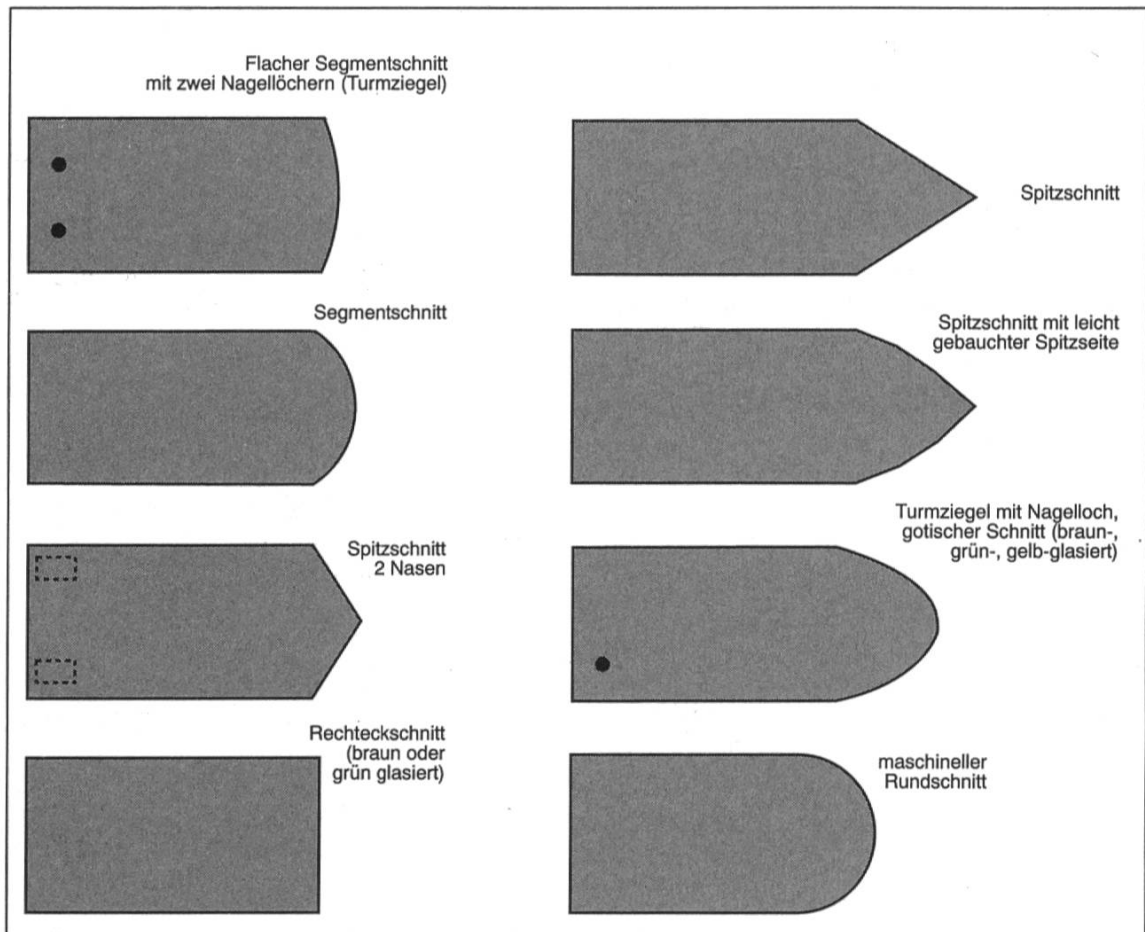 Flacher Segmentschnitt
mit zwei Nagellöchern (Turmziegel)
Segmentschnitt
Spitzschnitt
2 Nasen
Rechteckschnitt
(braun oder
grün glasiert)
Spitzschnitt
Spitzschnitt mit leicht
gebauchter Spitzseite
Turmziegel mit Nagelloch,
gotischer Schnitt (braun-,
grün-, gelb-glasiert)
maschineller
Rundschnitt